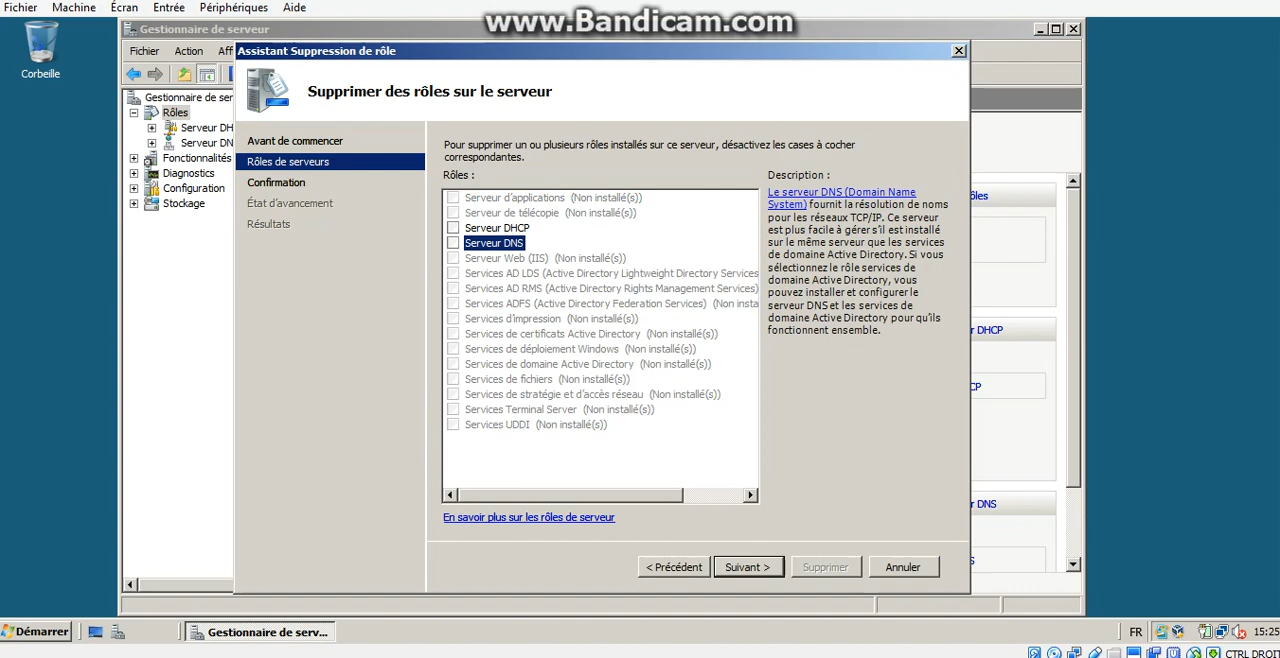 Fichier Machine Écran Entrée Périphériques Aide
www.Bandicam.com
Corbeille
Gestionnaire de serveur
Fichier Action Aff
Assistant Suppression de rôle
Supprimer des rôles sur le serveur
Gestionnaire de ser
Rôles
Serveur DH
Serveur DN
Fonctionnalités
Diagnostics
Configuration
Stockage
Avant de commencer
Rôles de serveurs
Confirmation
État d'avancement
Résultats
Pour supprimer un ou plusieurs rôles installés sur ce serveur, désactivez les cases à cocher
correspondantes.
Rôles :
Serveur d'applications (Non installé(s))
Serveur de télécopie (Non installé(s))
Serveur DHCP
Serveur DNS
Serveur Web (IIS) (Non installé(s))
Services AD LDS (Active Directory Lightweight Directory Services
Services AD RMS (Active Directory Rights Management Services)
Services ADFS (Active Directory Federation Services) (Non insta
Services d'impression (Non installé(s))
Services de certificats Active Directory (Non installé(s))
Services de déploiement Windows (Non installé(s))
Services de domaine Active Directory (Non installé(s))
Services de fichiers (Non installé(s))
Services de stratégie et d'accès réseau (Non installé(s))
Services Terminal Server (Non installé(s))
Services UDDI (Non installé(s))
En savoir plus sur les rôles de serveur
Description :
Le serveur DNS (Domain Name
System) fournit la résolution de noms
pour les réseaux TCP/IP. Ce serveur
est plus facile à gérer s'il est installé
sur le même serveur que les services
de domaine Active Directory. Si vous
sélectionnez le rôle services de
domaine Active Directory, vous
pouvez installer et configurer le
serveur DNS et les services de
domaine Active Directory pour qu'ils
fonctionnent ensemble.
ôles
r DHCP
CP
r DNS
S
< Précédent Suivant > Supprimer Annuler
Démarrer Gestionnaire de serv... FR 15:25
CTRL DROIT